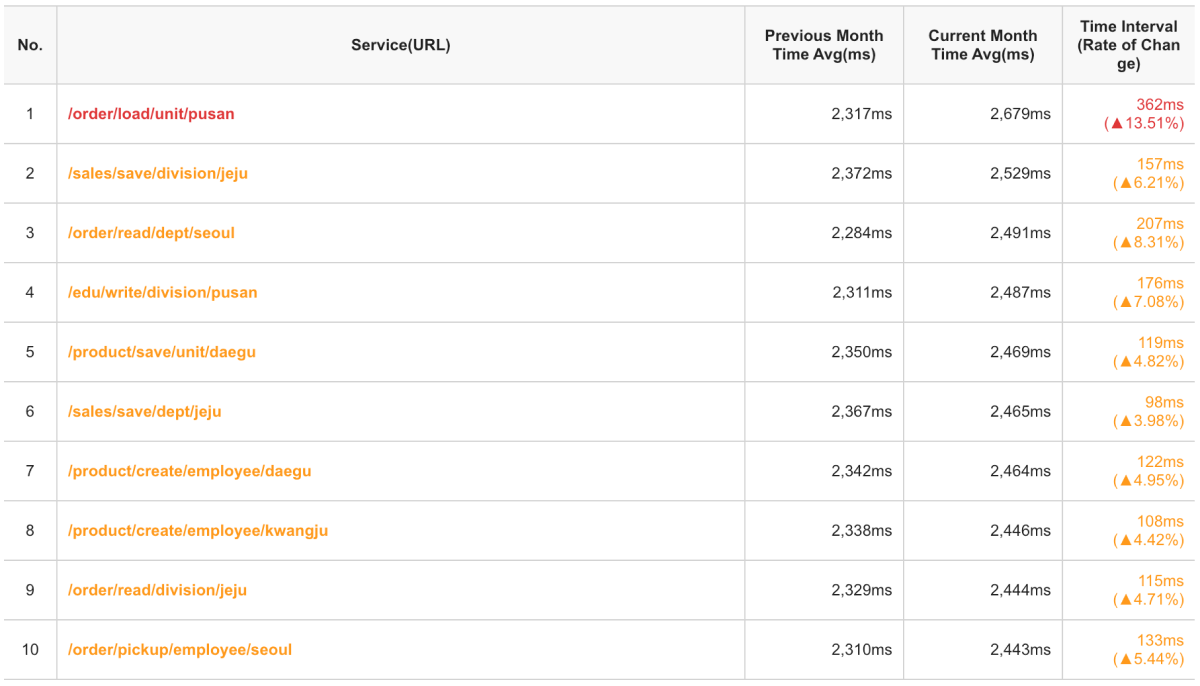 No. Service(URL) Previous Month Time Avg(ms) Current Month Time Avg(ms) Time Interval (Rate of Chan ge)
1 /order/load/unit/pusan 2,317ms 2,679ms 362ms (▲13.51%)
2 /sales/save/division/jeju 2,372ms 2,529ms 157ms (▲6.21%)
3 /order/read/dept/seoul 2,284ms 2,491ms 207ms (▲8.31%)
4 /edu/write/division/pusan 2,311ms 2,487ms 176ms (▲7.08%)
5 /product/save/unit/daegu 2,350ms 2,469ms 119ms (▲4.82%)
6 /sales/save/dept/jeju 2,367ms 2,465ms 98ms (▲3.98%)
7 /product/create/employee/daegu 2,342ms 2,464ms 122ms (▲4.95%)
8 /product/create/employee/kwangju 2,338ms 2,446ms 108ms (▲4.42%)
9 /order/read/division/jeju 2,329ms 2,444ms 115ms (▲4.71%)
10 /order/pickup/employee/seoul 2,310ms 2,443ms 133ms (▲5.44%)